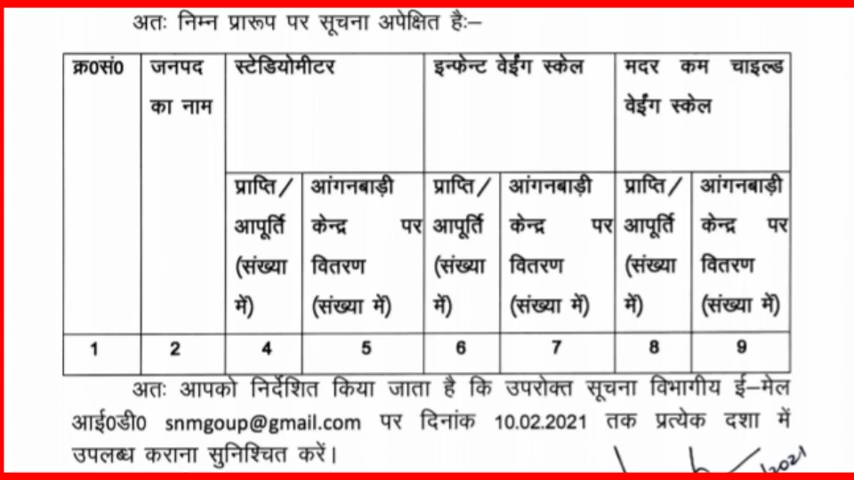 अतः निम्न प्रारूप पर सूचना अपेक्षित हैः–
क्र0सं0 जनपद का नाम स्टेडियोमीटर इन्फेन्ट वेईंग स्केल मदर कम चाइल्ड वेईंग स्केल
प्राप्ति/ आपूर्ति (संख्या में) आंगनबाड़ी केन्द्र पर वितरण (संख्या में) प्राप्ति/ आपूर्ति (संख्या में) आंगनबाड़ी केन्द्र पर वितरण (संख्या में) प्राप्ति/ आपूर्ति (संख्या में) आंगनबाड़ी केन्द्र पर वितरण (संख्या में)
1 2 4 5 6 7 8 9
अतः आपको निर्देशित किया जाता है कि उपरोक्त सूचना विभागीय ई–मेल
आई0डी0 snmgoup@gmail.com पर दिनांक 10.02.2021 तक प्रत्येक दशा में
उपलब्ध कराना सुनिश्चित करें।
/2021